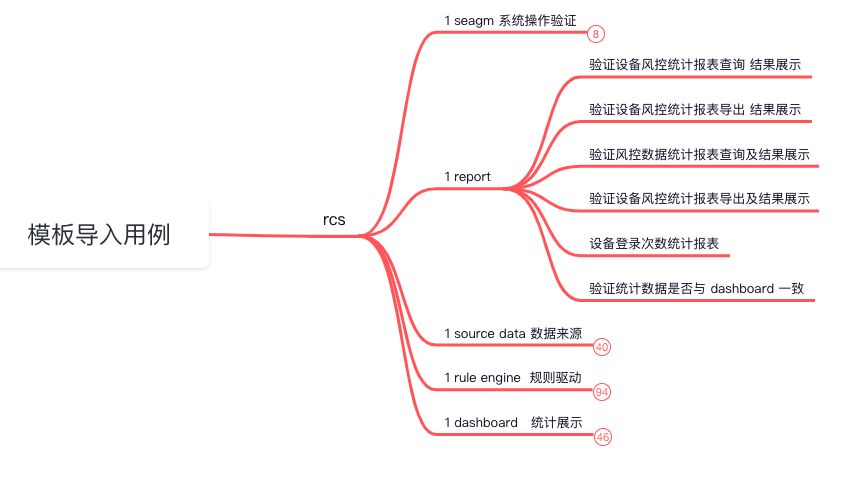 1 seagm 系统操作验证
8
验证设备风控统计报表查询 结果展示
验证设备风控统计报表导出 结果展示
验证风控数据统计报表查询及结果展示
1 report
验证设备风控统计报表导出及结果展示
rcs
模板导入用例
设备登录次数统计报表
验证统计数据是否与 dashboard 一致
1 source data 数据来源
40
1 rule engine 规则驱动
94
1 dashboard 统计展示
46